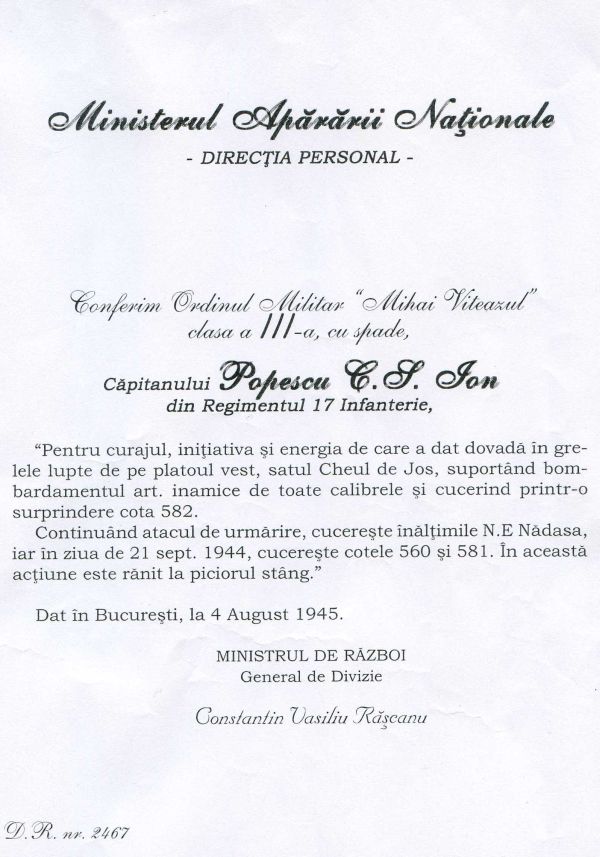 Ministerul Apărării Naţionale
- DIRECŢIA PERSONAL -
Conferim Ordinul Militar “Mihai Viteazul”
clasa a III-a, cu spade,
Căpitanului Popescu C.S. Ion
din Regimentul 17 Infanterie,
“Pentru curajul, iniţiativa şi energia de care a dat dovadă în gre-
lele lupte de pe platoul vest, satul Cheul de Jos, suportând bom-
bardamentul art. inamice de toate calibrele şi cucerind printr-o
surprindere cota 582.
Continuând atacul de urmărire, cucereşte înălţimile N.E Nădasa,
iar în ziua de 21 sept. 1944, cucereşte cotele 560 şi 581. În această
acţiune este rănit la piciorul stâng.”
Dat în Bucureşti, la 4 August 1945.
MINISTRUL DE RĂZBOI
General de Divizie
Constantin Vasiliu Răşcanu
D.R. nr. 2467